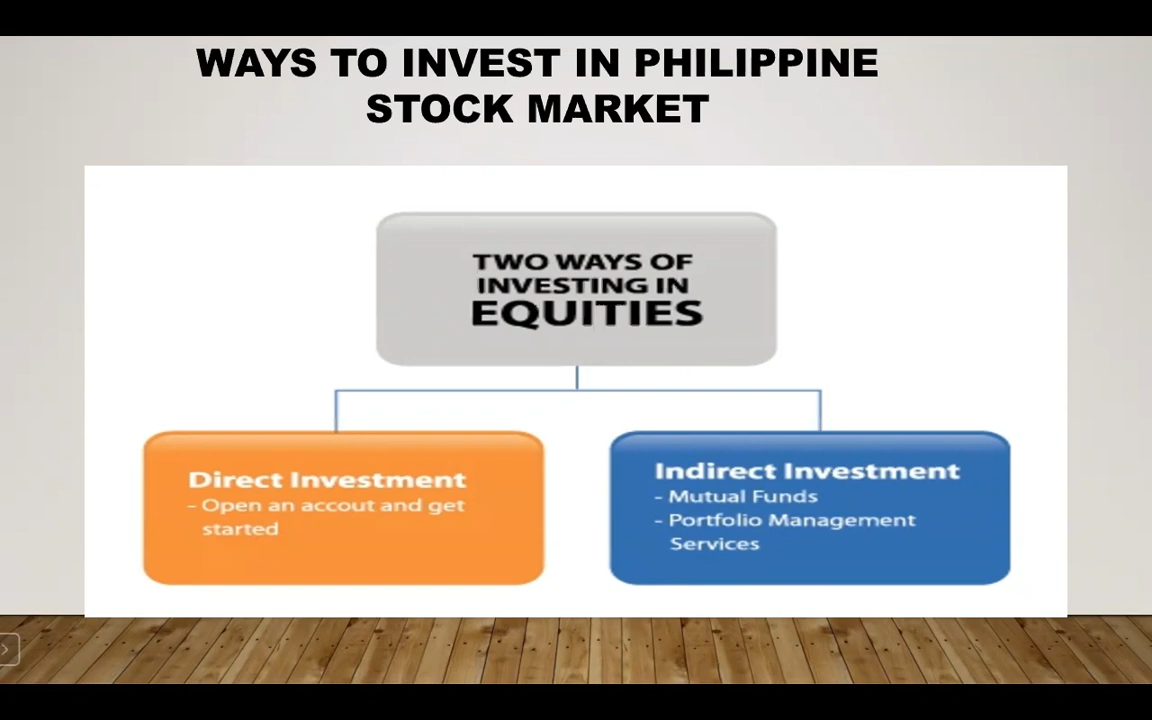 WAYS TO INVEST IN PHILIPPINE
STOCK MARKET
TWO WAYS OF
INVESTING IN
EQUITIES
Direct Investment
- Open an accout and get
started
Indirect Investment
- Mutual Funds
- Portfolio Management
Services